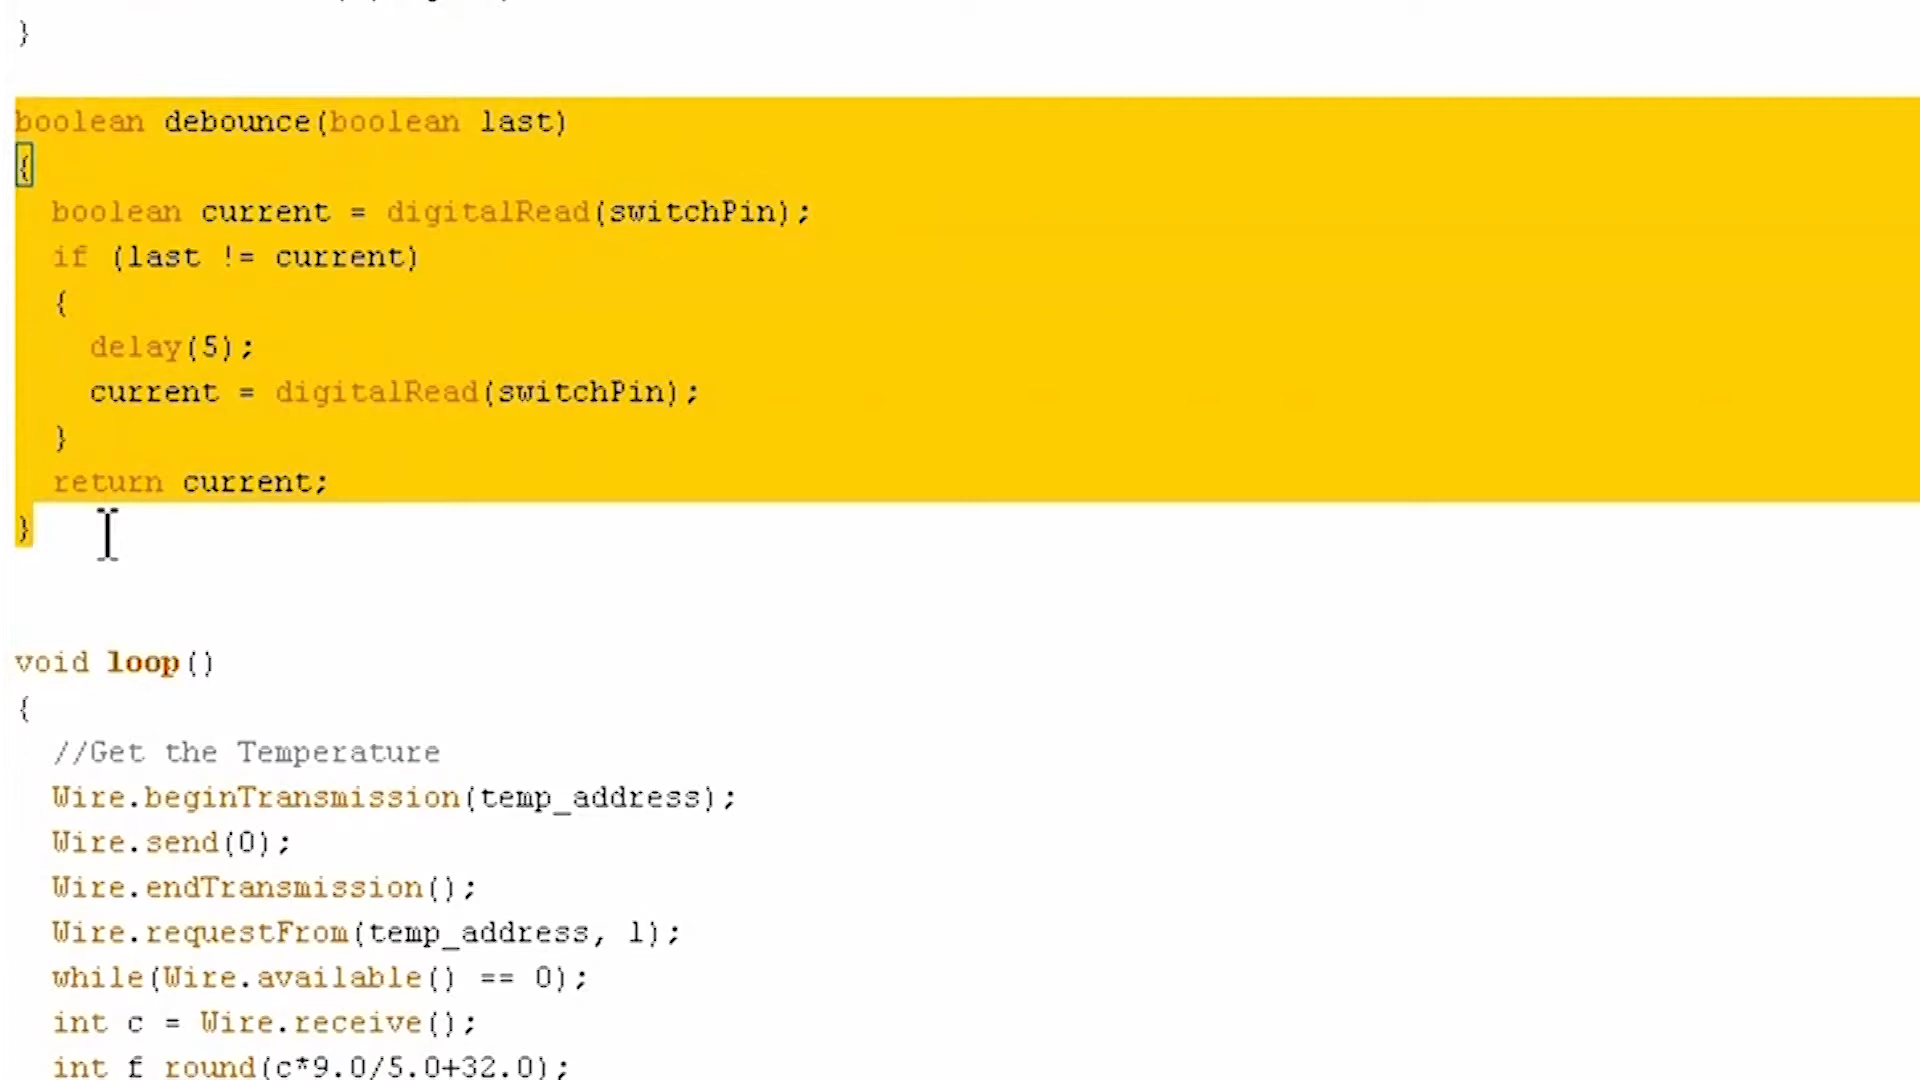 }
boolean debounce(boolean last)
{
boolean current = digitalRead(switchPin);
if (last != current)
{
delay(5);
current = digitalRead(switchPin);
}
return current;
}
void loop()
{
//Get the Temperature
Wire.beginTransmission(temp_address);
Wire.send(0);
Wire.endTransmission();
Wire.requestFrom(temp_address, 1);
while(Wire.available() == 0);
int c = Wire.receive();
int f round(c*9.0/5.0+32.0);